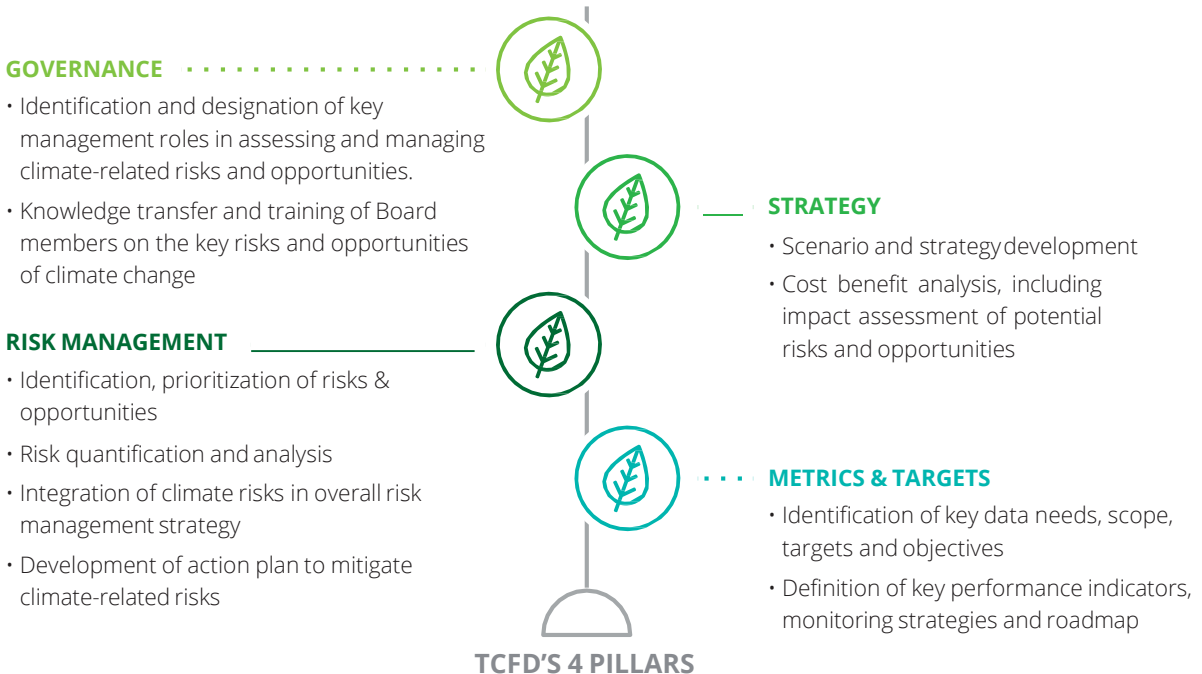 GOVERNANCE
• Identification and designation of key
management roles in assessing and managing
climate-related risks and opportunities.
• Knowledge transfer and training of Board
members on the key risks and opportunities
of climate change
STRATEGY
• Scenario and strategy development
• Cost benefit analysis, including
impact assessment of potential
risks and opportunities
RISK MANAGEMENT
• Identification, prioritization of risks &
opportunities
• Risk quantification and analysis
• Integration of climate risks in overall risk
management strategy
• Development of action plan to mitigate
climate-related risks
METRICS & TARGETS
• Identification of key data needs, scope,
targets and objectives
• Definition of key performance indicators,
monitoring strategies and roadmap
TCFD'S 4 PILLARS